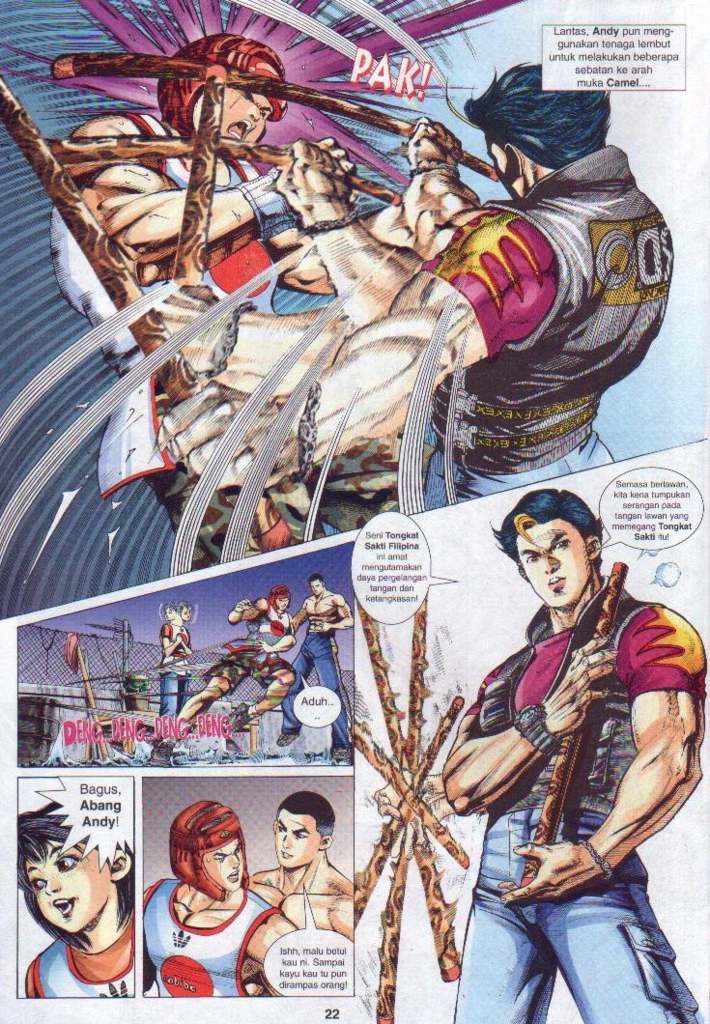 Lantas, Andy pun meng-
gunakan tenaga lembut
untuk melakukan beberapa
sebatan ke arah
muka Camel....
PAK!
Semasa berlawan,
kita kena tumpukan
serangan pada
tangan lawan yang
memegang Tongkat
Sakti itu!
Seni Tongkat
Sakti Filipina
ini amat
mengutamakan
daya pergelangan
tangan dan
ketangkasan!
Aduh..
..
DENG..DENG..DENG..DENG...
Bagus,
Abang
Andy!
Ishh, malu betul
kau ni. Sampai
kayu kau tu pun
dirampas orang!
22